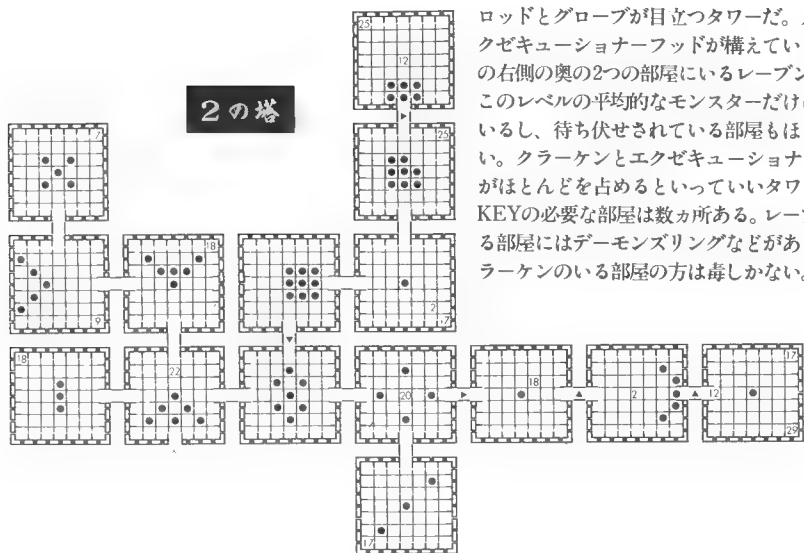 ロッドとグローブが目立つタワーだ。
クゼキューショナーフッドが構えてい
の右側の奥の2つの部屋にいるレーブン
このレベルの平均的なモンスターだけ
いるし、待ち伏せされている部屋もほ
い。クラーケンとエクゼキューショナ
がほとんどを占めるといっていいタワ
KEYの必要な部屋は数ヵ所ある。レー
る部屋にはデーモンズリングなどがあ
ラーケンのいる部屋の方は毒しかない。
2の塔
25
12
7
25
18
9
2
17
18
22
20
18
2
12
17
29
17